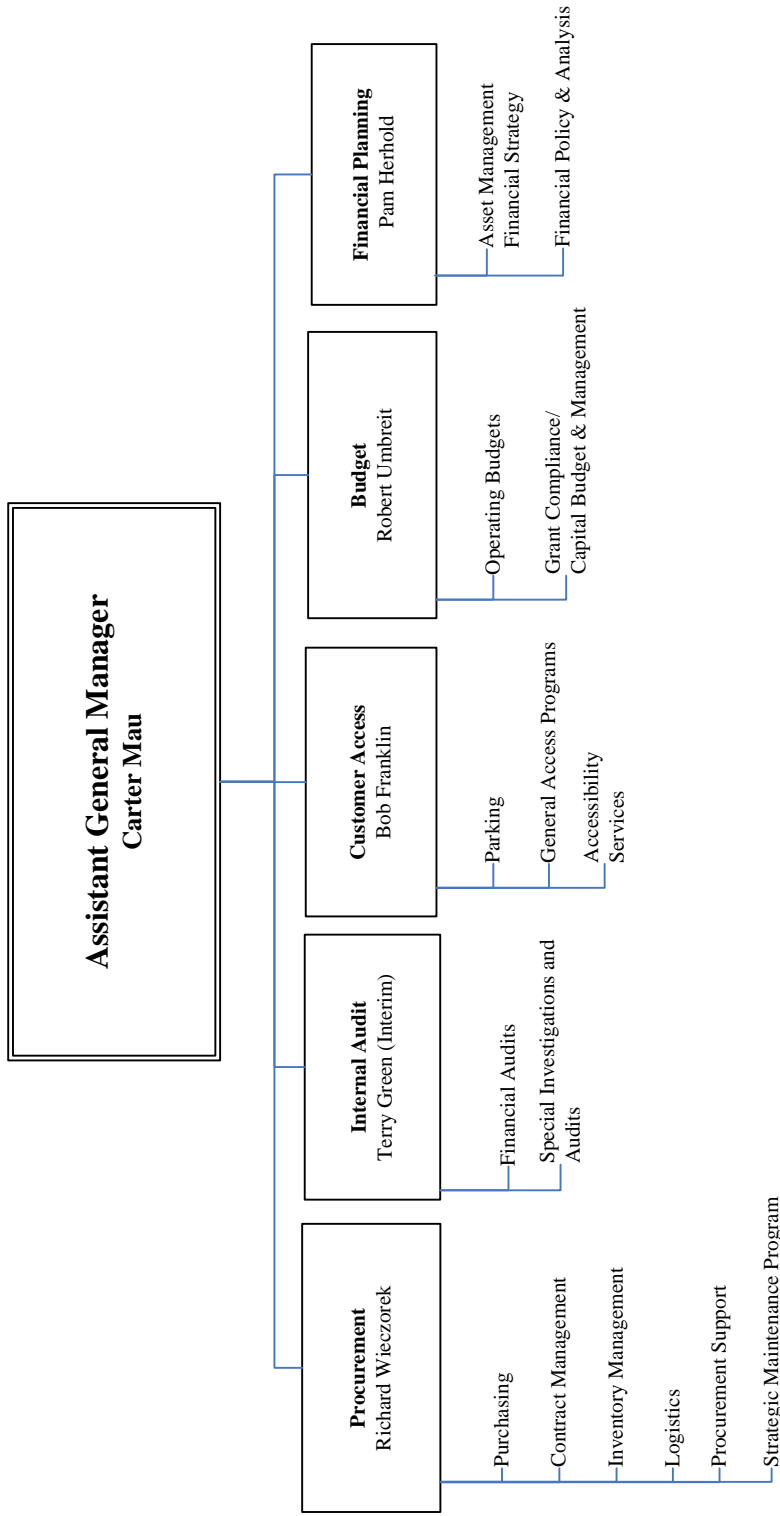 Assistant General Manager
Carter Mau
Procurement
Richard Wieczorek
Purchasing
Contract Management
Inventory Management
Logistics
Procurement Support
Strategic Maintenance Program
Internal Audit
Terry Green (Interim)
Financial Audits
Special Investigations and
Audits
Customer Access
Bob Franklin
Parking
General Access Programs
Accessibility
Services
Budget
Robert Umbreit
Operating Budgets
Grant Compliance/
Capital Budget & Management
Financial Planning
Pam Herhold
Asset Management
Financial Strategy
Financial Policy & Analysis